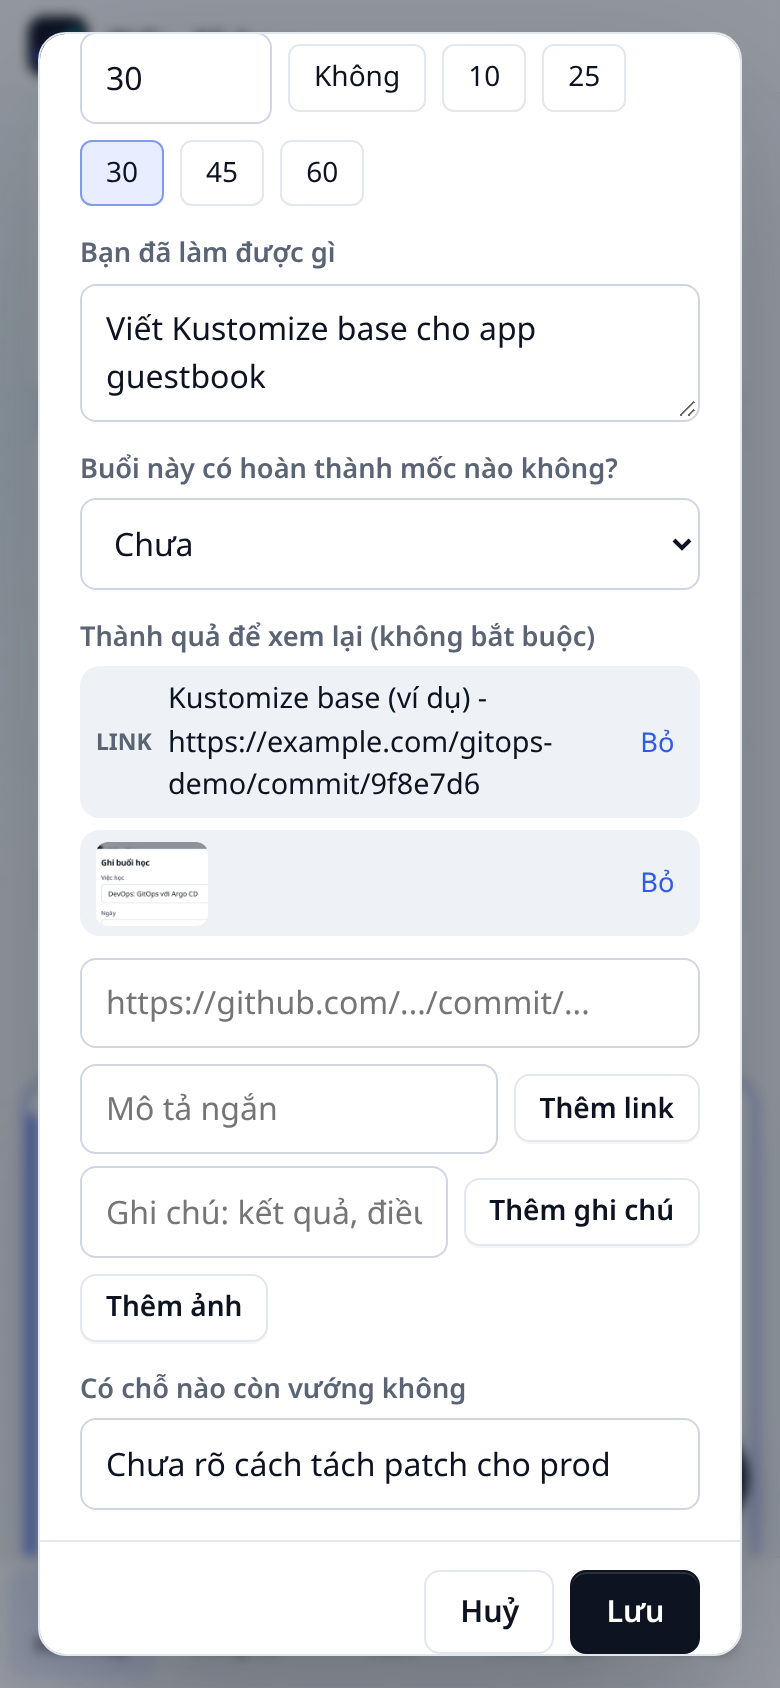 30 Không 10 25
30 45 60
Bạn đã làm được gì
Viết Kustomize base cho app
guestbook
Buổi này có hoàn thành mốc nào không?
Chưa
Thành quả để xem lại (không bắt buộc)
Kustomize base (ví dụ) -
LINK https://example.com/gitops- Bỏ
demo/commit/9f8e7d6
Ghi buổi học
Việc học
DevOps: GitOps với Argo CD
Ngày
Bỏ
https://github.com/.../commit/...
Mô tả ngắn Thêm link
Ghi chú: kết quả, điều Thêm ghi chú
Thêm ảnh
Có chỗ nào còn vướng không
Chưa rõ cách tách patch cho prod
Huỷ Lưu